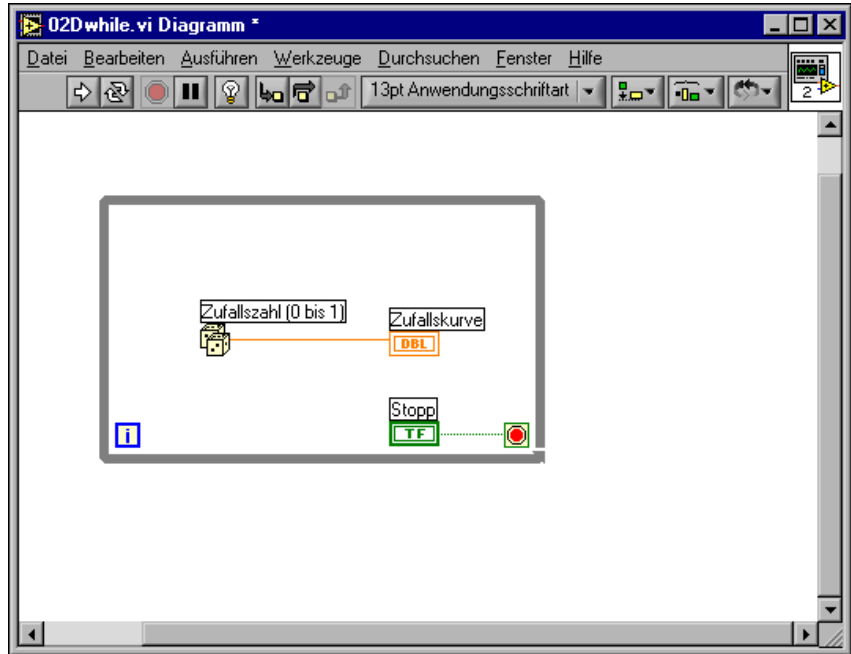 02Dwhile.vi Diagramm *
Datei Bearbeiten Ausführen Werkzeuge Durchsuchen Fenster Hilfe
13pt Anwendungsschriftart
2
Zufallszahl (0 bis 1)
Zufallskurve
DBL
Stopp
TF
i